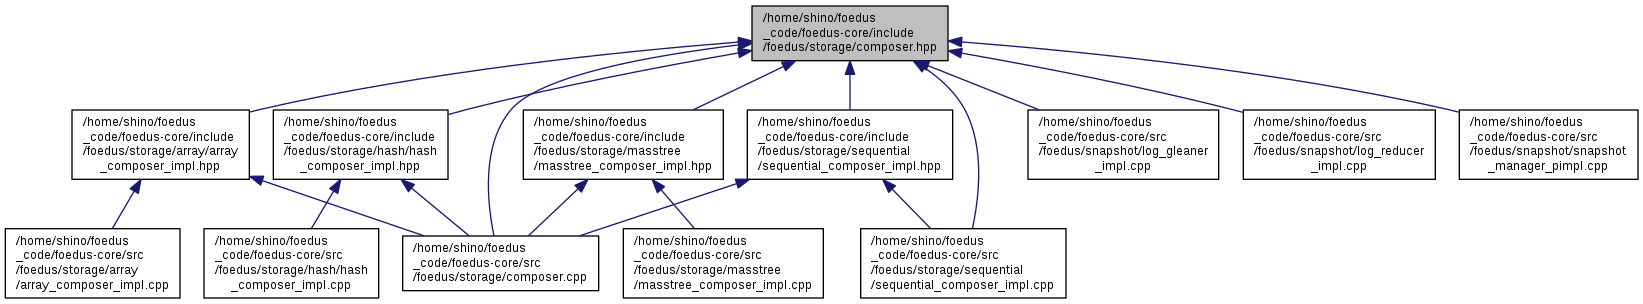 /home/shino/foedus
_code/foedus-core/include
/foedus/storage/composer.hpp
/home/shino/foedus
_code/foedus-core/include
/foedus/storage/array/array
_composer_impl.hpp
/home/shino/foedus
_code/foedus-core/include
/foedus/storage/hash/hash
_composer_impl.hpp
/home/shino/foedus
_code/foedus-core/include
/foedus/storage/masstree
/masstree_composer_impl.hpp
/home/shino/foedus
_code/foedus-core/include
/foedus/storage/sequential
/sequential_composer_impl.hpp
/home/shino/foedus
_code/foedus-core/src
/foedus/snapshot/log_gleaner
_impl.cpp
/home/shino/foedus
_code/foedus-core/src
/foedus/snapshot/log_reducer
_impl.cpp
/home/shino/foedus
_code/foedus-core/src
/foedus/snapshot/snapshot
_manager_pimpl.cpp
/home/shino/foedus
_code/foedus-core/src
/foedus/storage/array
/array_composer_impl.cpp
/home/shino/foedus
_code/foedus-core/src
/foedus/storage/hash/hash
_composer_impl.cpp
/home/shino/foedus
_code/foedus-core/src
/foedus/storage/composer.cpp
/home/shino/foedus
_code/foedus-core/src
/foedus/storage/masstree
/masstree_composer_impl.cpp
/home/shino/foedus
_code/foedus-core/src
/foedus/storage/sequential
/sequential_composer_impl.cpp